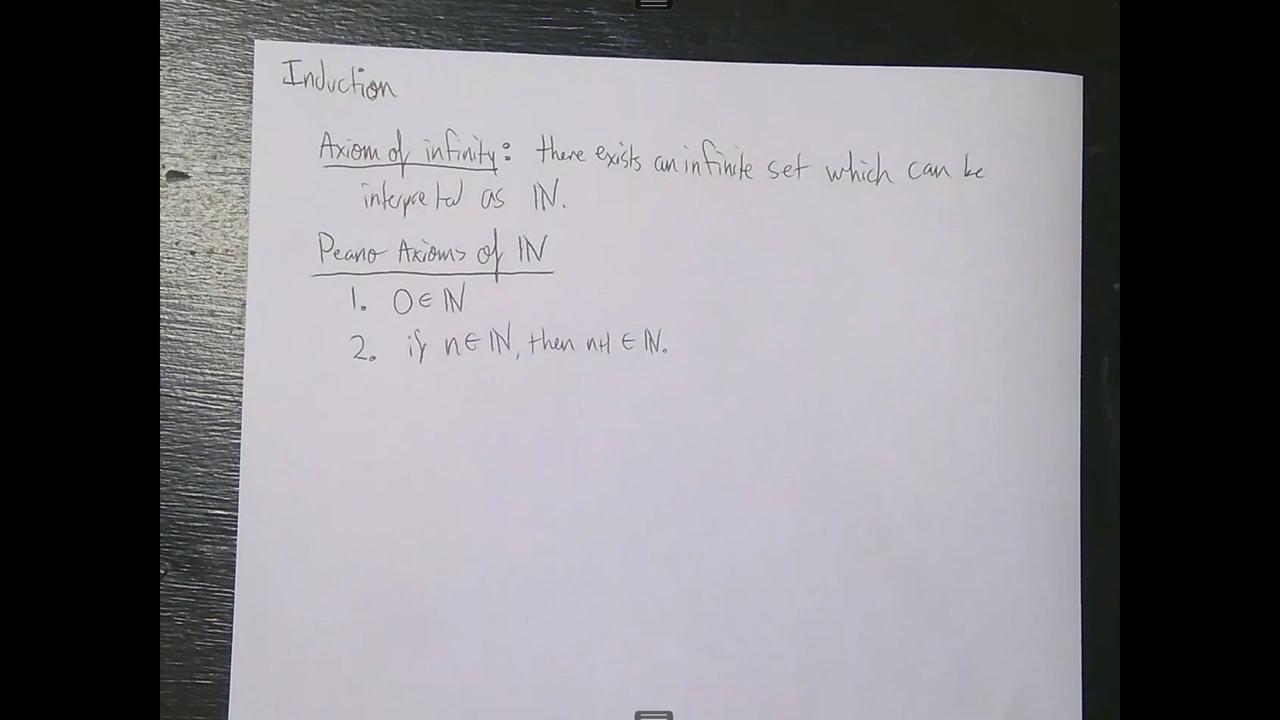 Induction
Axiom of infinity: there exists an infinite set which can be
interpreted as ℕ.
Peano Axioms of ℕ
1. 0 ∈ ℕ
2. if n ∈ ℕ, then n+1 ∈ ℕ.